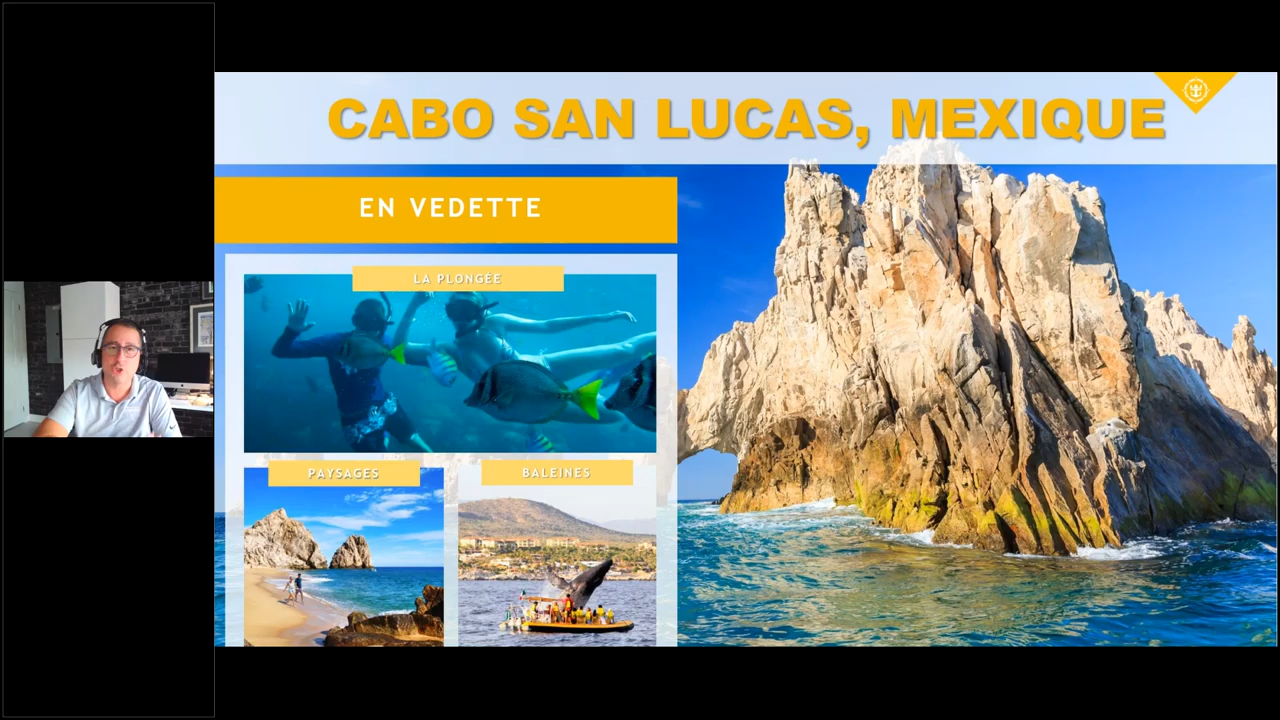 CABO SAN LUCAS, MEXIQUE
EN VEDETTE
LA PLONGÉE
PAYSAGES
BALEINES